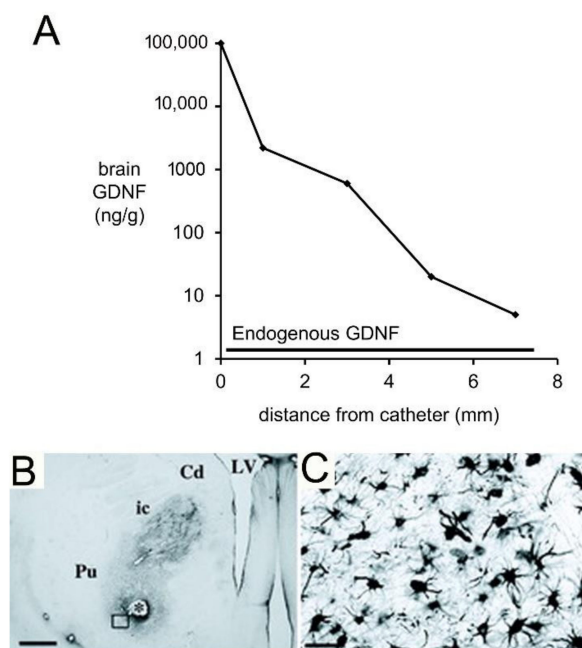 A
100,000
10,000
1000
100
10
1
brain
GDNF
(ng/g)
Endogenous GDNF
0 2 4 6 8
distance from catheter (mm)
B
Cd
LV
ic
Pu
*
C